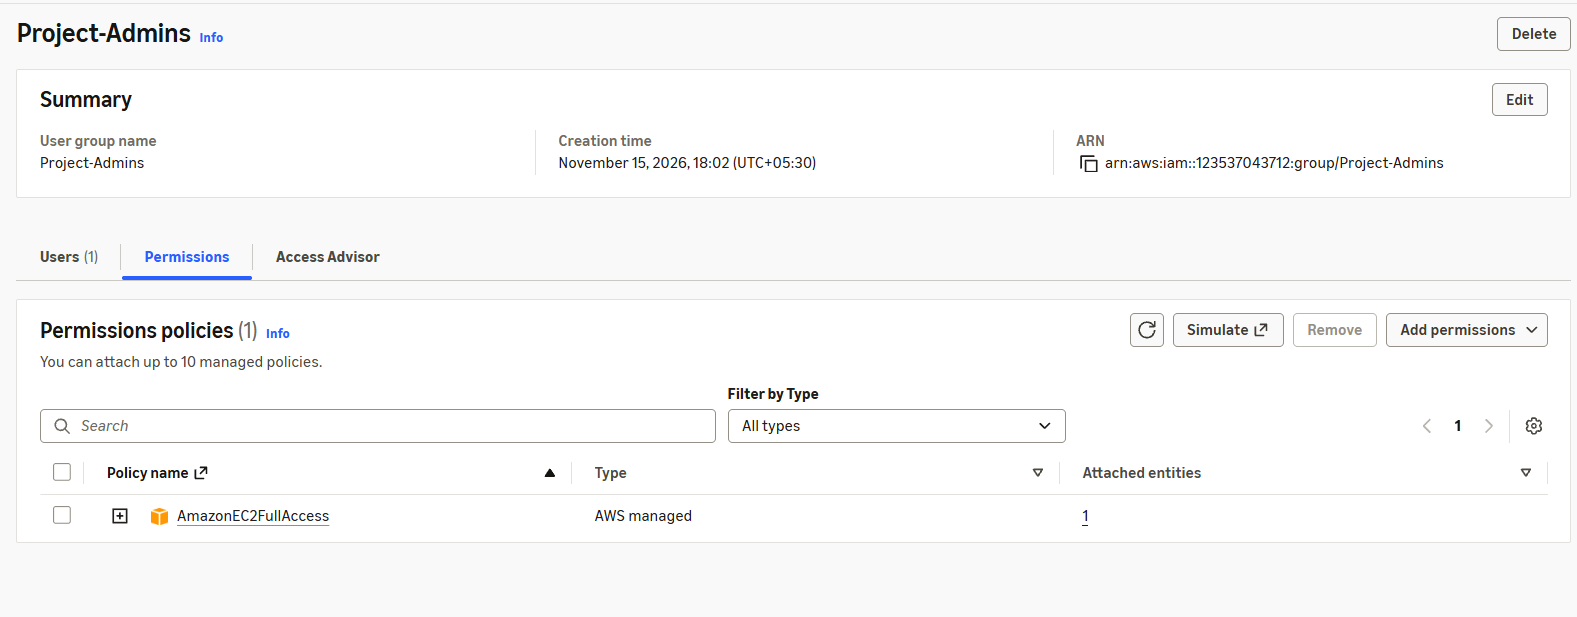 Project-Admins Info
Delete
Summary
Edit
User group name
Project-Admins
Creation time
November 15, 2026, 18:02 (UTC+05:30)
ARN
arn:aws:iam::123537043712:group/Project-Admins
Users (1)
Permissions
Access Advisor
Permissions policies (1) Info
You can attach up to 10 managed policies.
Simulate
Remove
Add permissions
Filter by Type
Search
All types
1
Policy name
Type
Attached entities
AmazonEC2FullAccess
AWS managed
1